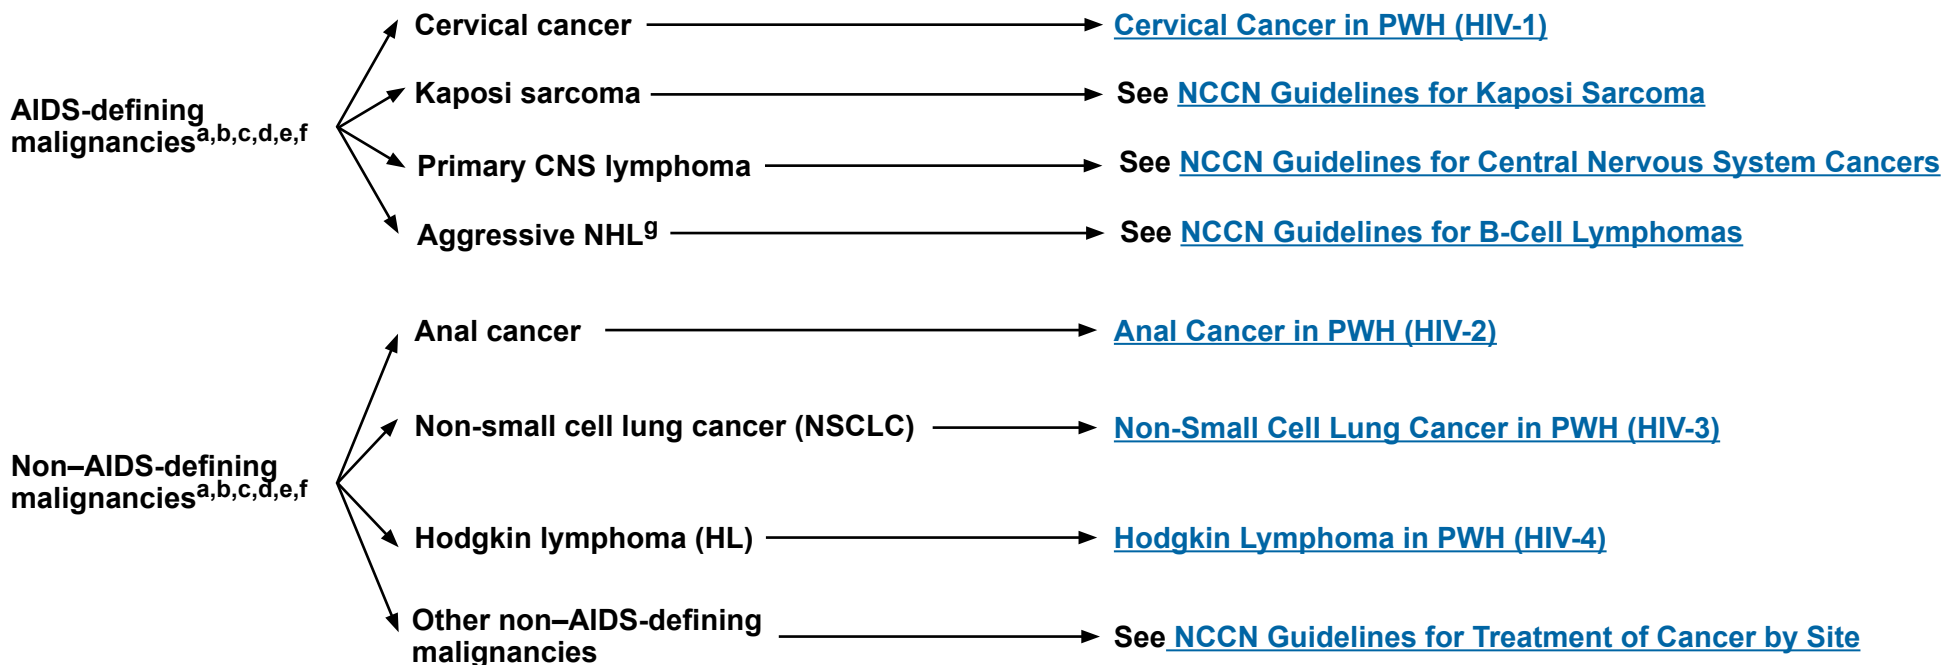 Cervical cancer
Cervical Cancer in PWH (HIV-1)
AIDS-defining
malignanciesa,b,c,d,e,f
Kaposi sarcoma
See NCCN Guidelines for Kaposi Sarcoma
Primary CNS lymphoma
See NCCN Guidelines for Central Nervous System Cancers
Aggressive NHLg
See NCCN Guidelines for B-Cell Lymphomas
Anal cancer
Anal Cancer in PWH (HIV-2)
Non-small cell lung cancer (NSCLC)
Non-Small Cell Lung Cancer in PWH (HIV-3)
Non–AIDS-defining
malignanciesa,b,c,d,e,f
Hodgkin lymphoma (HL)
Hodgkin Lymphoma in PWH (HIV-4)
Other non–AIDS-defining
malignancies
See NCCN Guidelines for Treatment of Cancer by Site